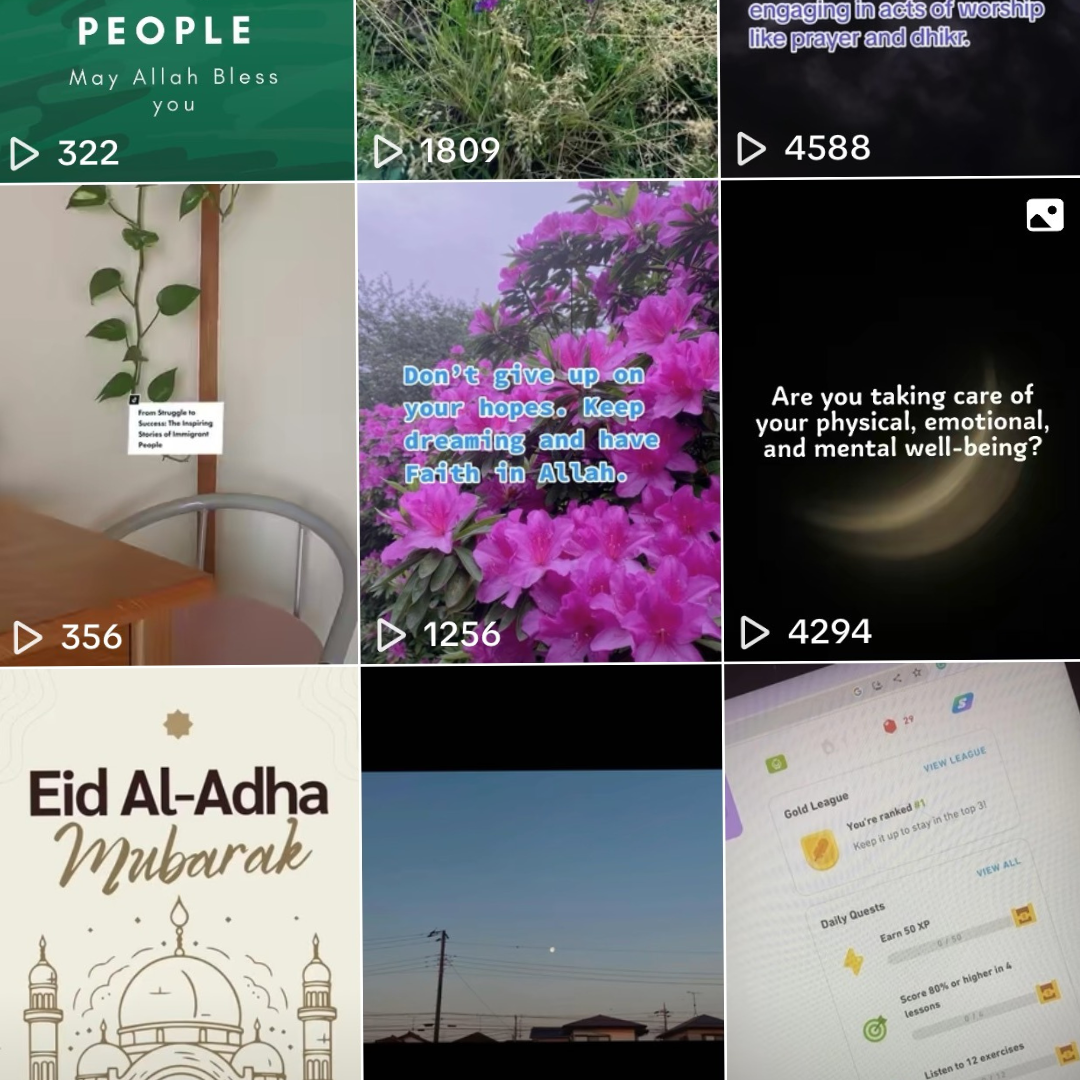 PEOPLE
May Allah Bless
you
322
1809
engaging in acts of worship
like prayer and dhikr.
4588
From Struggle to
Success: The Inspiring
Stories of Immigrant
People
356
Don't give up on
your hopes. Keep
dreaming and have
Faith in Allah.
1256
Are you taking care of
your physical, emotional,
and mental well-being?
4294
Eid Al-Adha
Mubarak
29
VIEW LEAGUE
Gold League
You're ranked #1
Keep it up to stay in the top 3!
VIEW ALL
Daily Quests
Earn 50 XP
0 / 50
Score 80% or higher in 4
lessons
0 / 4
Listen to 12 exercises
0 / 12